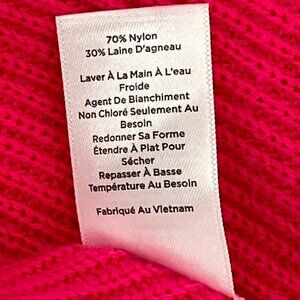 70% Nylon
30% Laine D'agneau
Laver À La Main À L'eau
Froide
Agent De Blanchiment
Non Chloré Seulement Au
Besoin
Redonner Sa Forme
Étendre À Plat Pour
Sécher
Repasser À Basse
Température Au Besoin
Fabriqué Au Vietnam